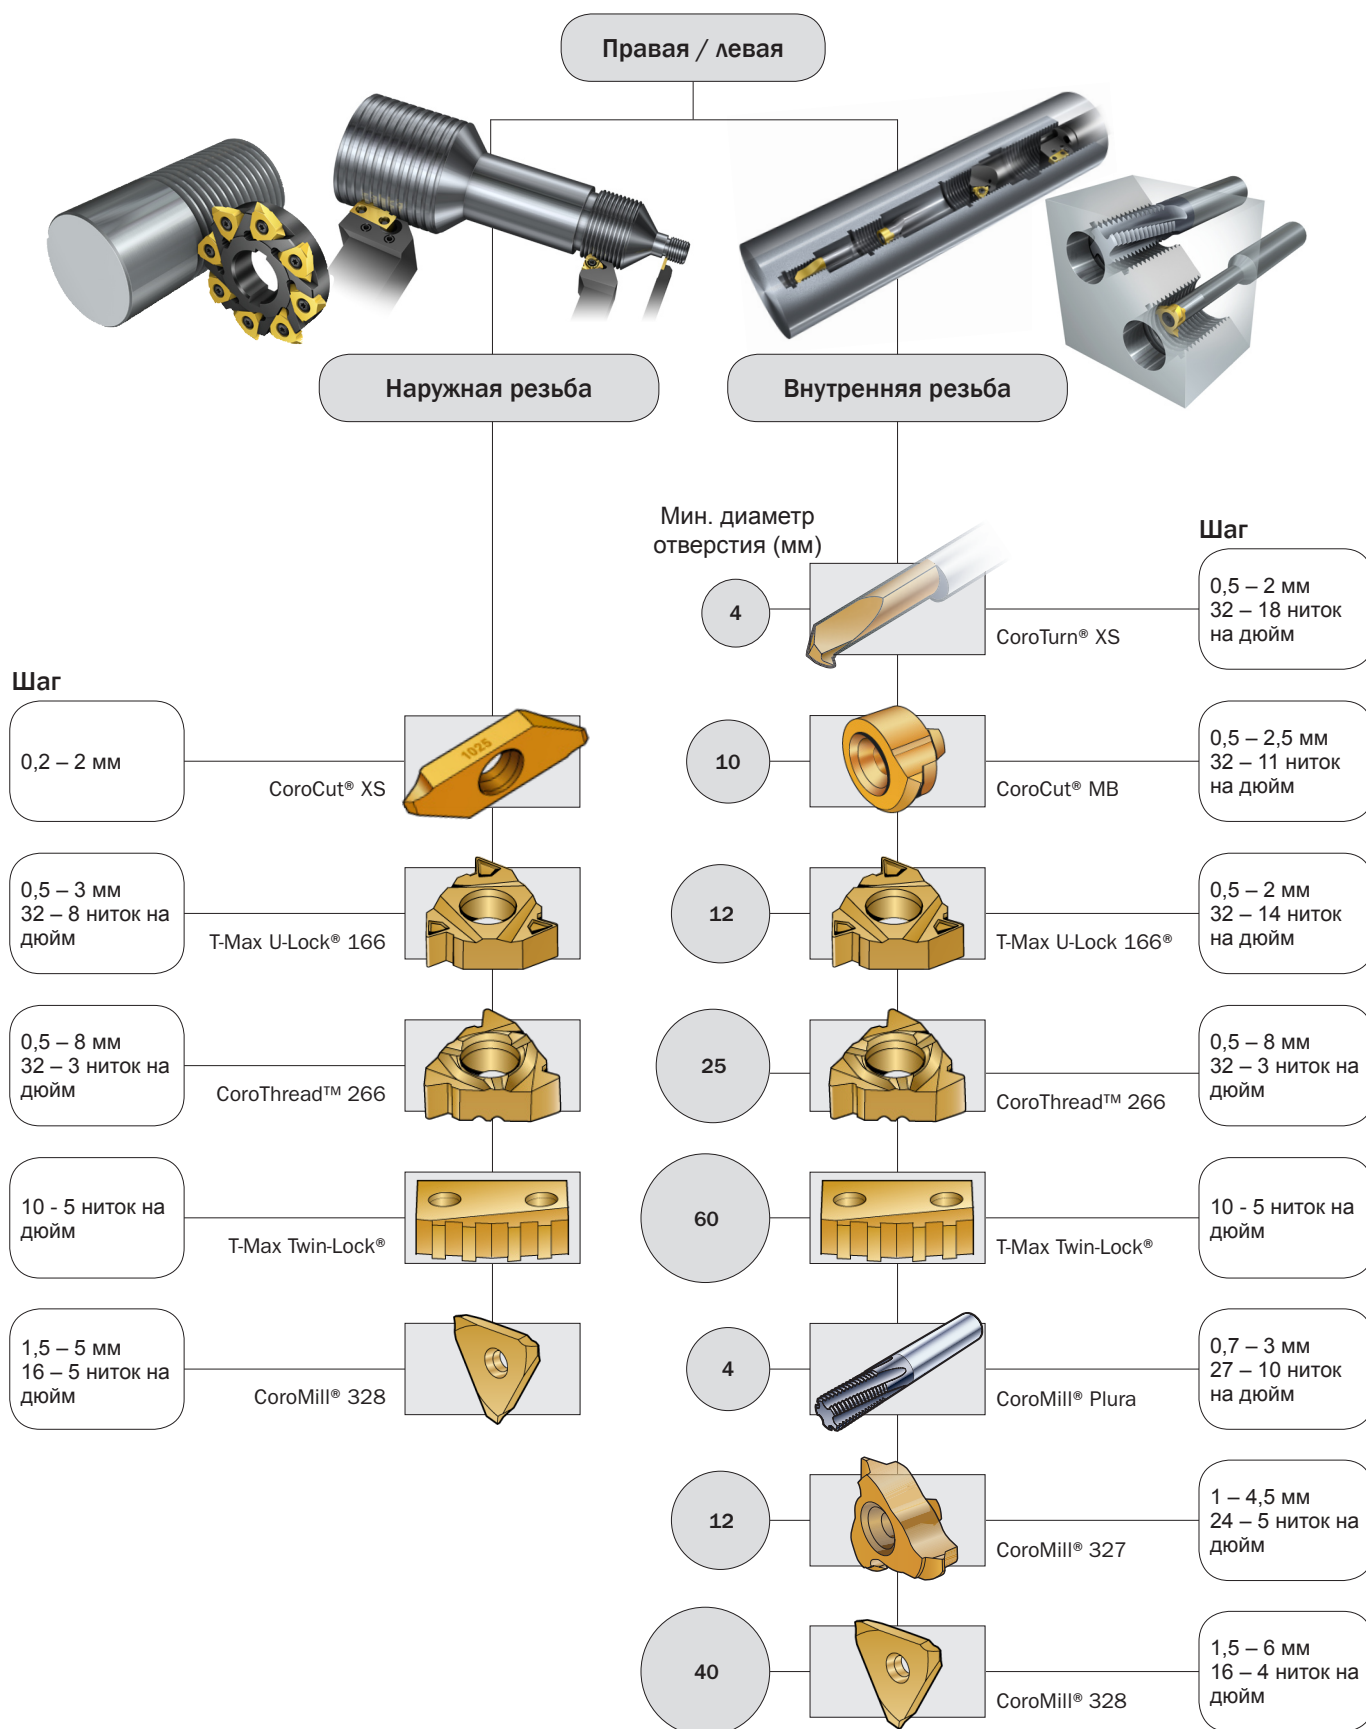 Правая / левая
Наружная резьба
Внутренняя резьба
Мин. диаметр
отверстия (мм)
Шаг
4
CoroTurn® XS
0,5 – 2 мм
32 – 18 ниток
на дюйм
Шаг
0,2 – 2 мм
CoroCut® XS
1025
10
CoroCut® MB
0,5 – 2,5 мм
32 – 11 ниток
на дюйм
0,5 – 3 мм
32 – 8 ниток на
дюйм
T-Max U-Lock® 166
12
T-Max U-Lock 166®
0,5 – 2 мм
32 – 14 ниток
на дюйм
0,5 – 8 мм
32 – 3 ниток на
дюйм
CoroThread™ 266
25
CoroThread™ 266
0,5 – 8 мм
32 – 3 ниток на
дюйм
10 - 5 ниток на
дюйм
T-Max Twin-Lock®
60
T-Max Twin-Lock®
10 - 5 ниток на
дюйм
1,5 – 5 мм
16 – 5 ниток на
дюйм
CoroMill® 328
4
CoroMill® Plura
0,7 – 3 мм
27 – 10 ниток
на дюйм
12
CoroMill® 327
1 – 4,5 мм
24 – 5 ниток на
дюйм
40
CoroMill® 328
1,5 – 6 мм
16 – 4 ниток на
дюйм